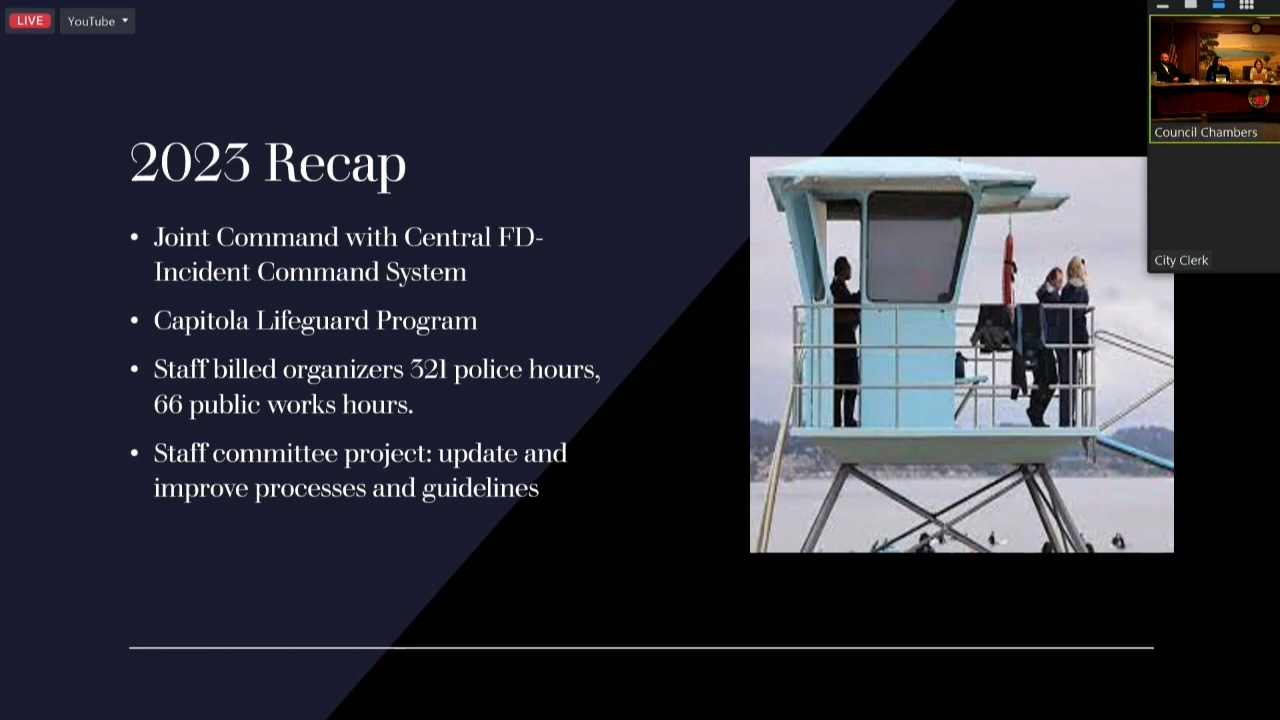 LIVE
YouTube
Council Chambers
City Clerk
2023 Recap
• Joint Command with Central FD-
Incident Command System
• Capitola Lifeguard Program
• Staff billed organizers 321 police hours,
66 public works hours.
• Staff committee project: update and
improve processes and guidelines